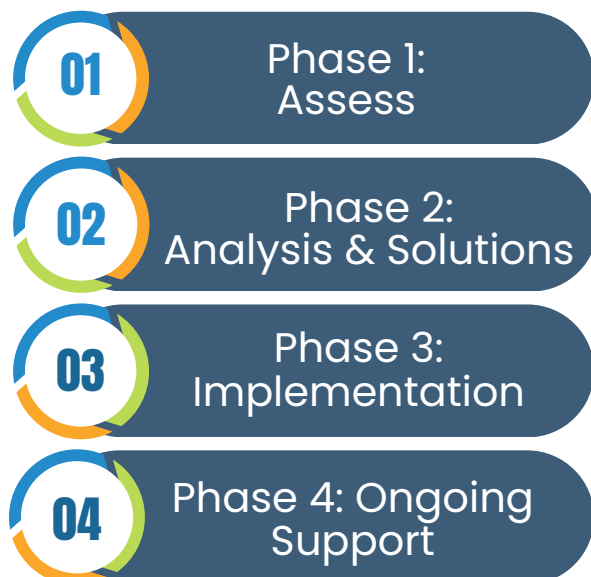 01
Phase 1:
Assess
02
Phase 2:
Analysis & Solutions
03
Phase 3:
Implementation
04
Phase 4: Ongoing
Support